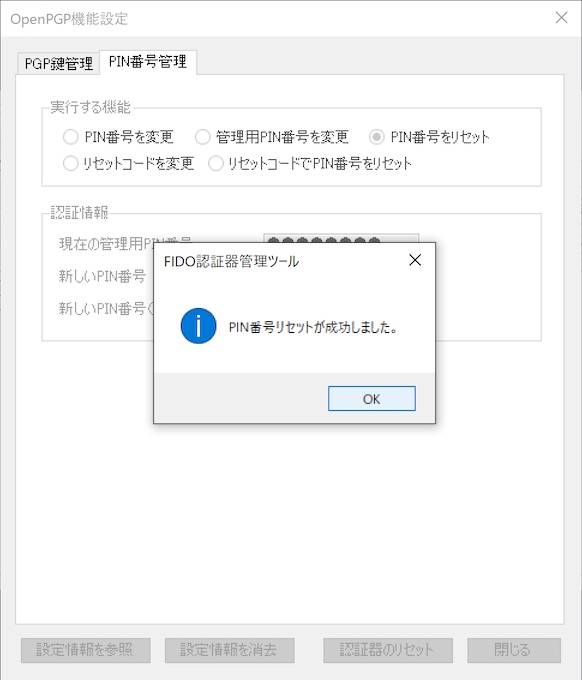 OpenPGP機能設定
PGP鍵管理 PIN番号管理
実行する機能
PIN番号を変更 管理用PIN番号を変更 PIN番号をリセット
リセットコードを変更 リセットコードでPIN番号をリセット
認証情報
現在の管理用PIN番号
新しいPIN番号
新しいPIN番号
FIDO認証器管理ツール
PIN番号リセットが成功しました。
OK
設定情報を参照 設定情報を消去 認証器のリセット 閉じる